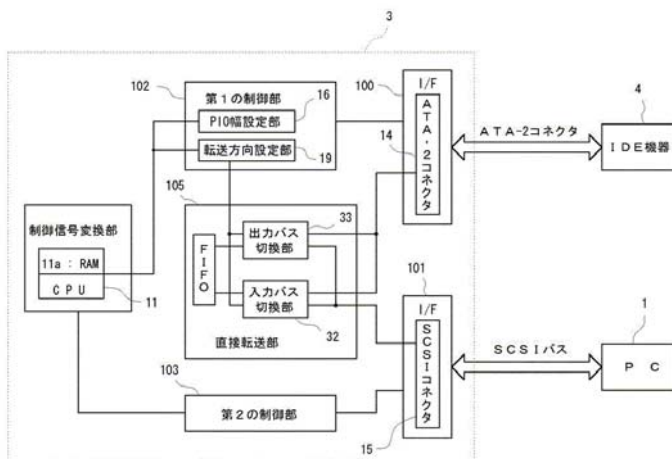 3
102
第1の制御部
16
PIO幅設定部
転送方向設定部
19
100
I/F
ATA-2コネクタ
14
ATA-2コネクタ
4
IDE機器
105
33
出力バス
切換部
FIFO
入力バス
切換部
32
直接転送部
制御信号変換部
11a:RAM
CPU
11
101
I/F
SCSIコネクタ
15
SCSIバス
1
PC
103
第2の制御部